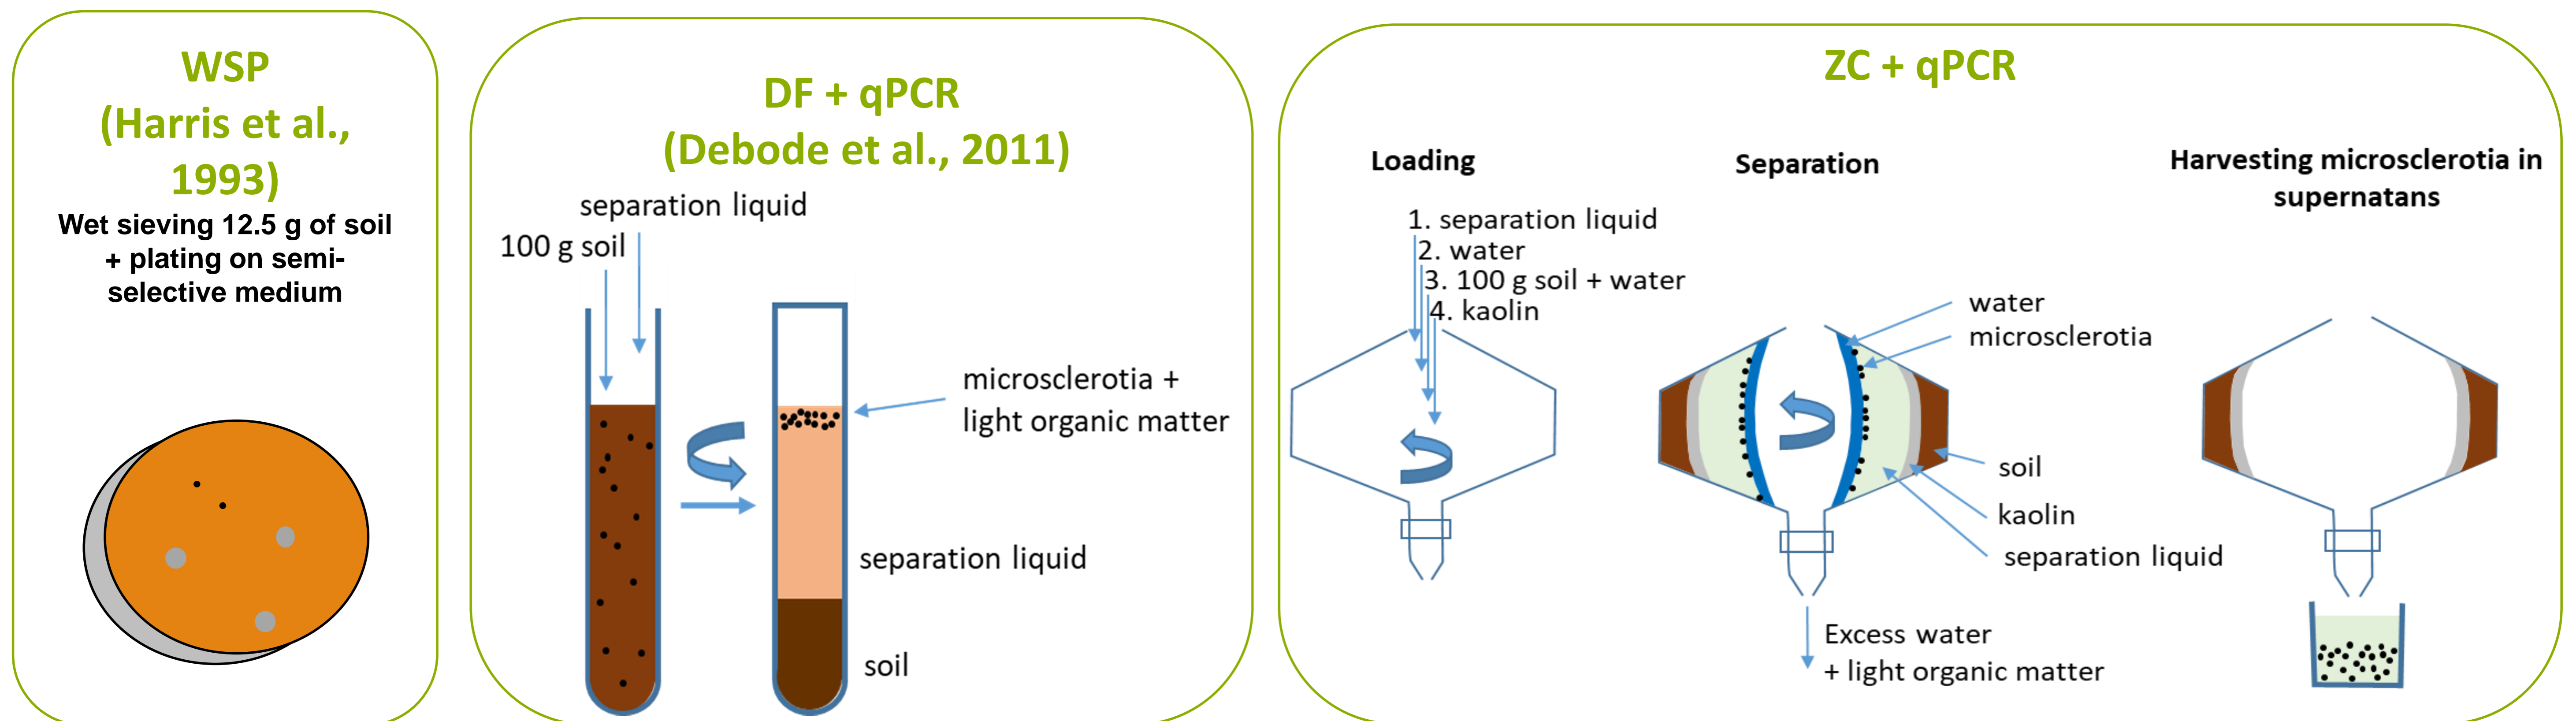 WSP
(Harris et al.,
1993)
Wet sieving 12.5 g of soil
+ plating on semi-
selective medium
DF + qPCR
(Debode et al., 2011)
separation liquid
100 g soil
microsclerotia +
light organic matter
separation liquid
soil
ZC + qPCR
Loading
1. separation liquid
2. water
3. 100 g soil + water
4. kaolin
Separation
water
microsclerotia
soil
kaolin
separation liquid
Excess water
+ light organic matter
Harvesting microsclerotia in
supernatans